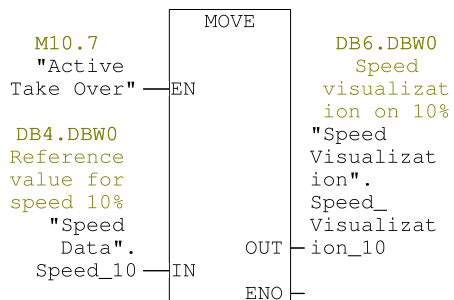 MOVE
M10.7
"Active
Take Over"
EN
DB4.DBW0
Reference
value for
speed 10%
"Speed
Data".
Speed_10
IN
DB6.DBW0
Speed
visualizat
ion on 10%
"Speed
Visualizat
ion".
Speed_
Visualizat
ion_10
OUT
ENO